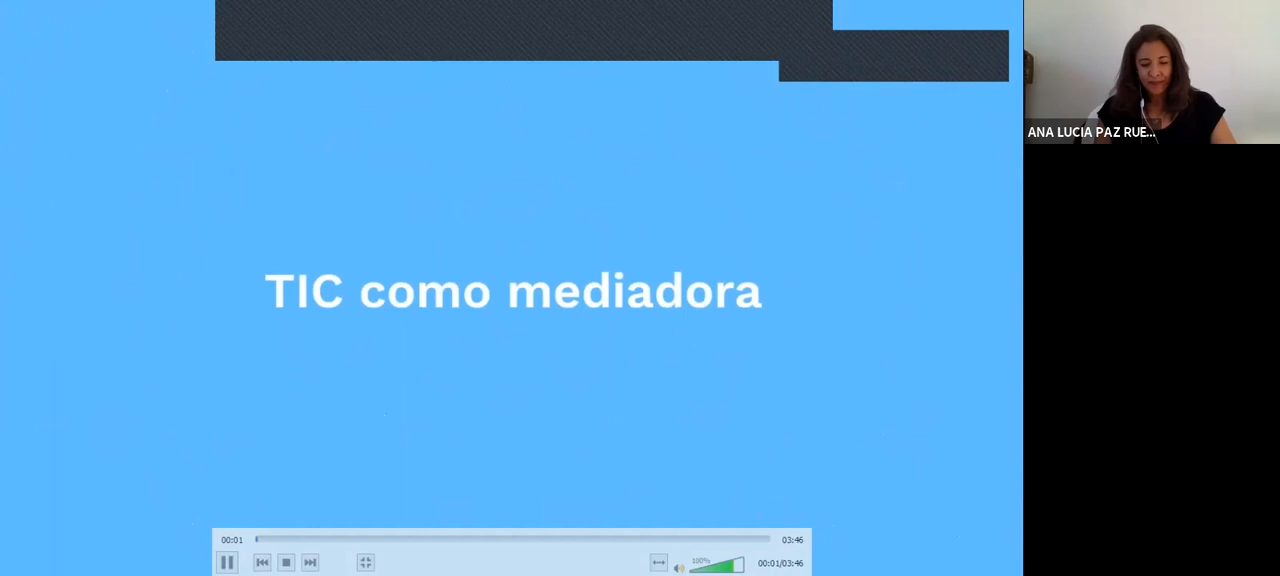 TIC como mediadora
ANA LUCIA PAZ RUE...
00:01
03:46
100%
00:01/03:46